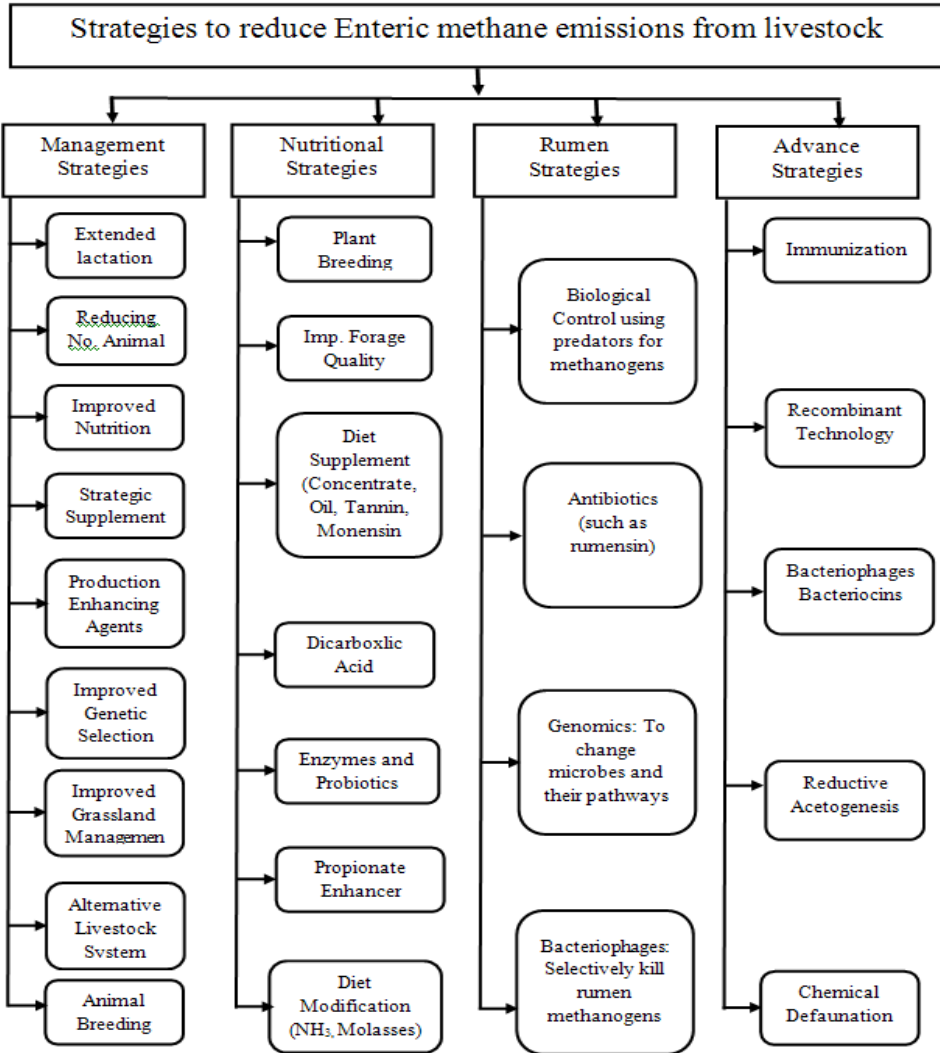 Strategies to reduce Enteric methane emissions from livestock
Management
Strategies
Extended
lactation
Reducing
No. Animal
Improved
Nutrition
Strategic
Supplement
Production
Enhancing
Agents
Improved
Genetic
Selection
Improved
Grassland
Managemen
Alternative
Livestock
System
Animal
Breeding
Nutritional
Strategies
Plant
Breeding
Imp. Forage
Quality
Diet
Supplement
(Concentrate,
Oil, Tannin,
Monensin
Dicarboxlic
Acid
Enzymes and
Probiotics
Propionate
Enhancer
Diet
Modification
(NH₃, Molasses)
Rumen
Strategies
Biological
Control using
predators for
methanogens
Antibiotics
(such as
rumensin)
Genomics: To
change
microbes and
their pathways
Bacteriophages:
Selectively kill
rumen
methanogens
Advance
Strategies
Immunization
Recombinant
Technology
Bacteriophages
Bacteriocins
Reductive
Acetogenesis
Chemical
Defaunation